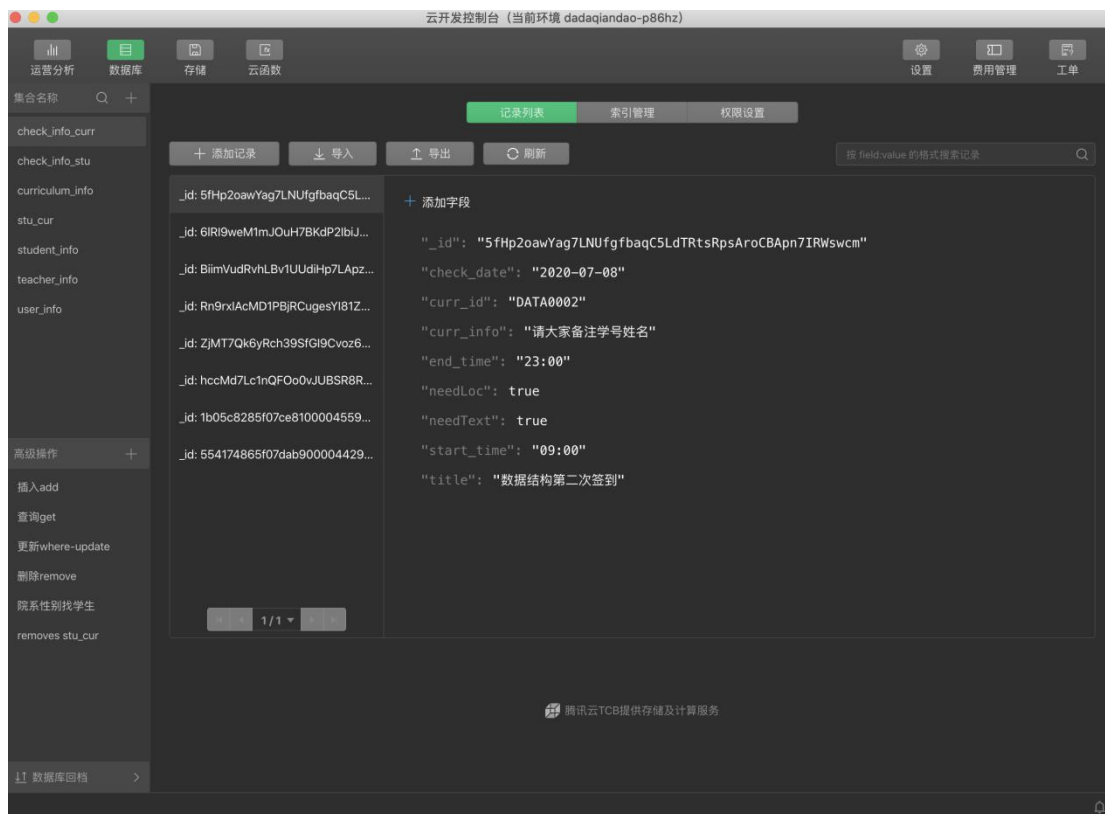 云开发控制台（当前环境 dadaqiandao-p86hz）
运营分析 数据库 存储 云函数 设置 费用管理 工单
集合名称
check_info_curr
check_info_stu
curriculum_info
stu_cur
student_info
teacher_info
user_info
高级操作
插入add
查询get
更新where-update
删除remove
院系性别找学生
removes stu_cur
数据库回档
记录列表 索引管理 权限设置
添加记录 导入 导出 刷新 按 field:value 的格式搜索记录
_id: 5fHp2oawYag7LNUfgfbaqC5L...
_id: 6lRI9weM1mJOuH7BKdP2lbiJ...
_id: BiimVudRvhLBv1UUdiHp7LApz...
_id: Rn9rxlAcMD1PBjRCugesYI81Z...
_id: ZjMT7Qk6yRch39SfGI9Cvoz6...
_id: hccMd7Lc1nQFOo0vJUBSR8R...
_id: 1b05c8285f07ce8100004559...
_id: 554174865f07dab900004429...
1/1
添加字段
"_id": "5fHp2oawYag7LNUfgfbaqC5LdTRtsRpsAroCBApn7IRWswcm"
"check_date": "2020-07-08"
"curr_id": "DATA0002"
"curr_info": "请大家备注学号姓名"
"end_time": "23:00"
"needLoc": true
"needText": true
"start_time": "09:00"
"title": "数据结构第二次签到"
腾讯云TCB提供存储及计算服务